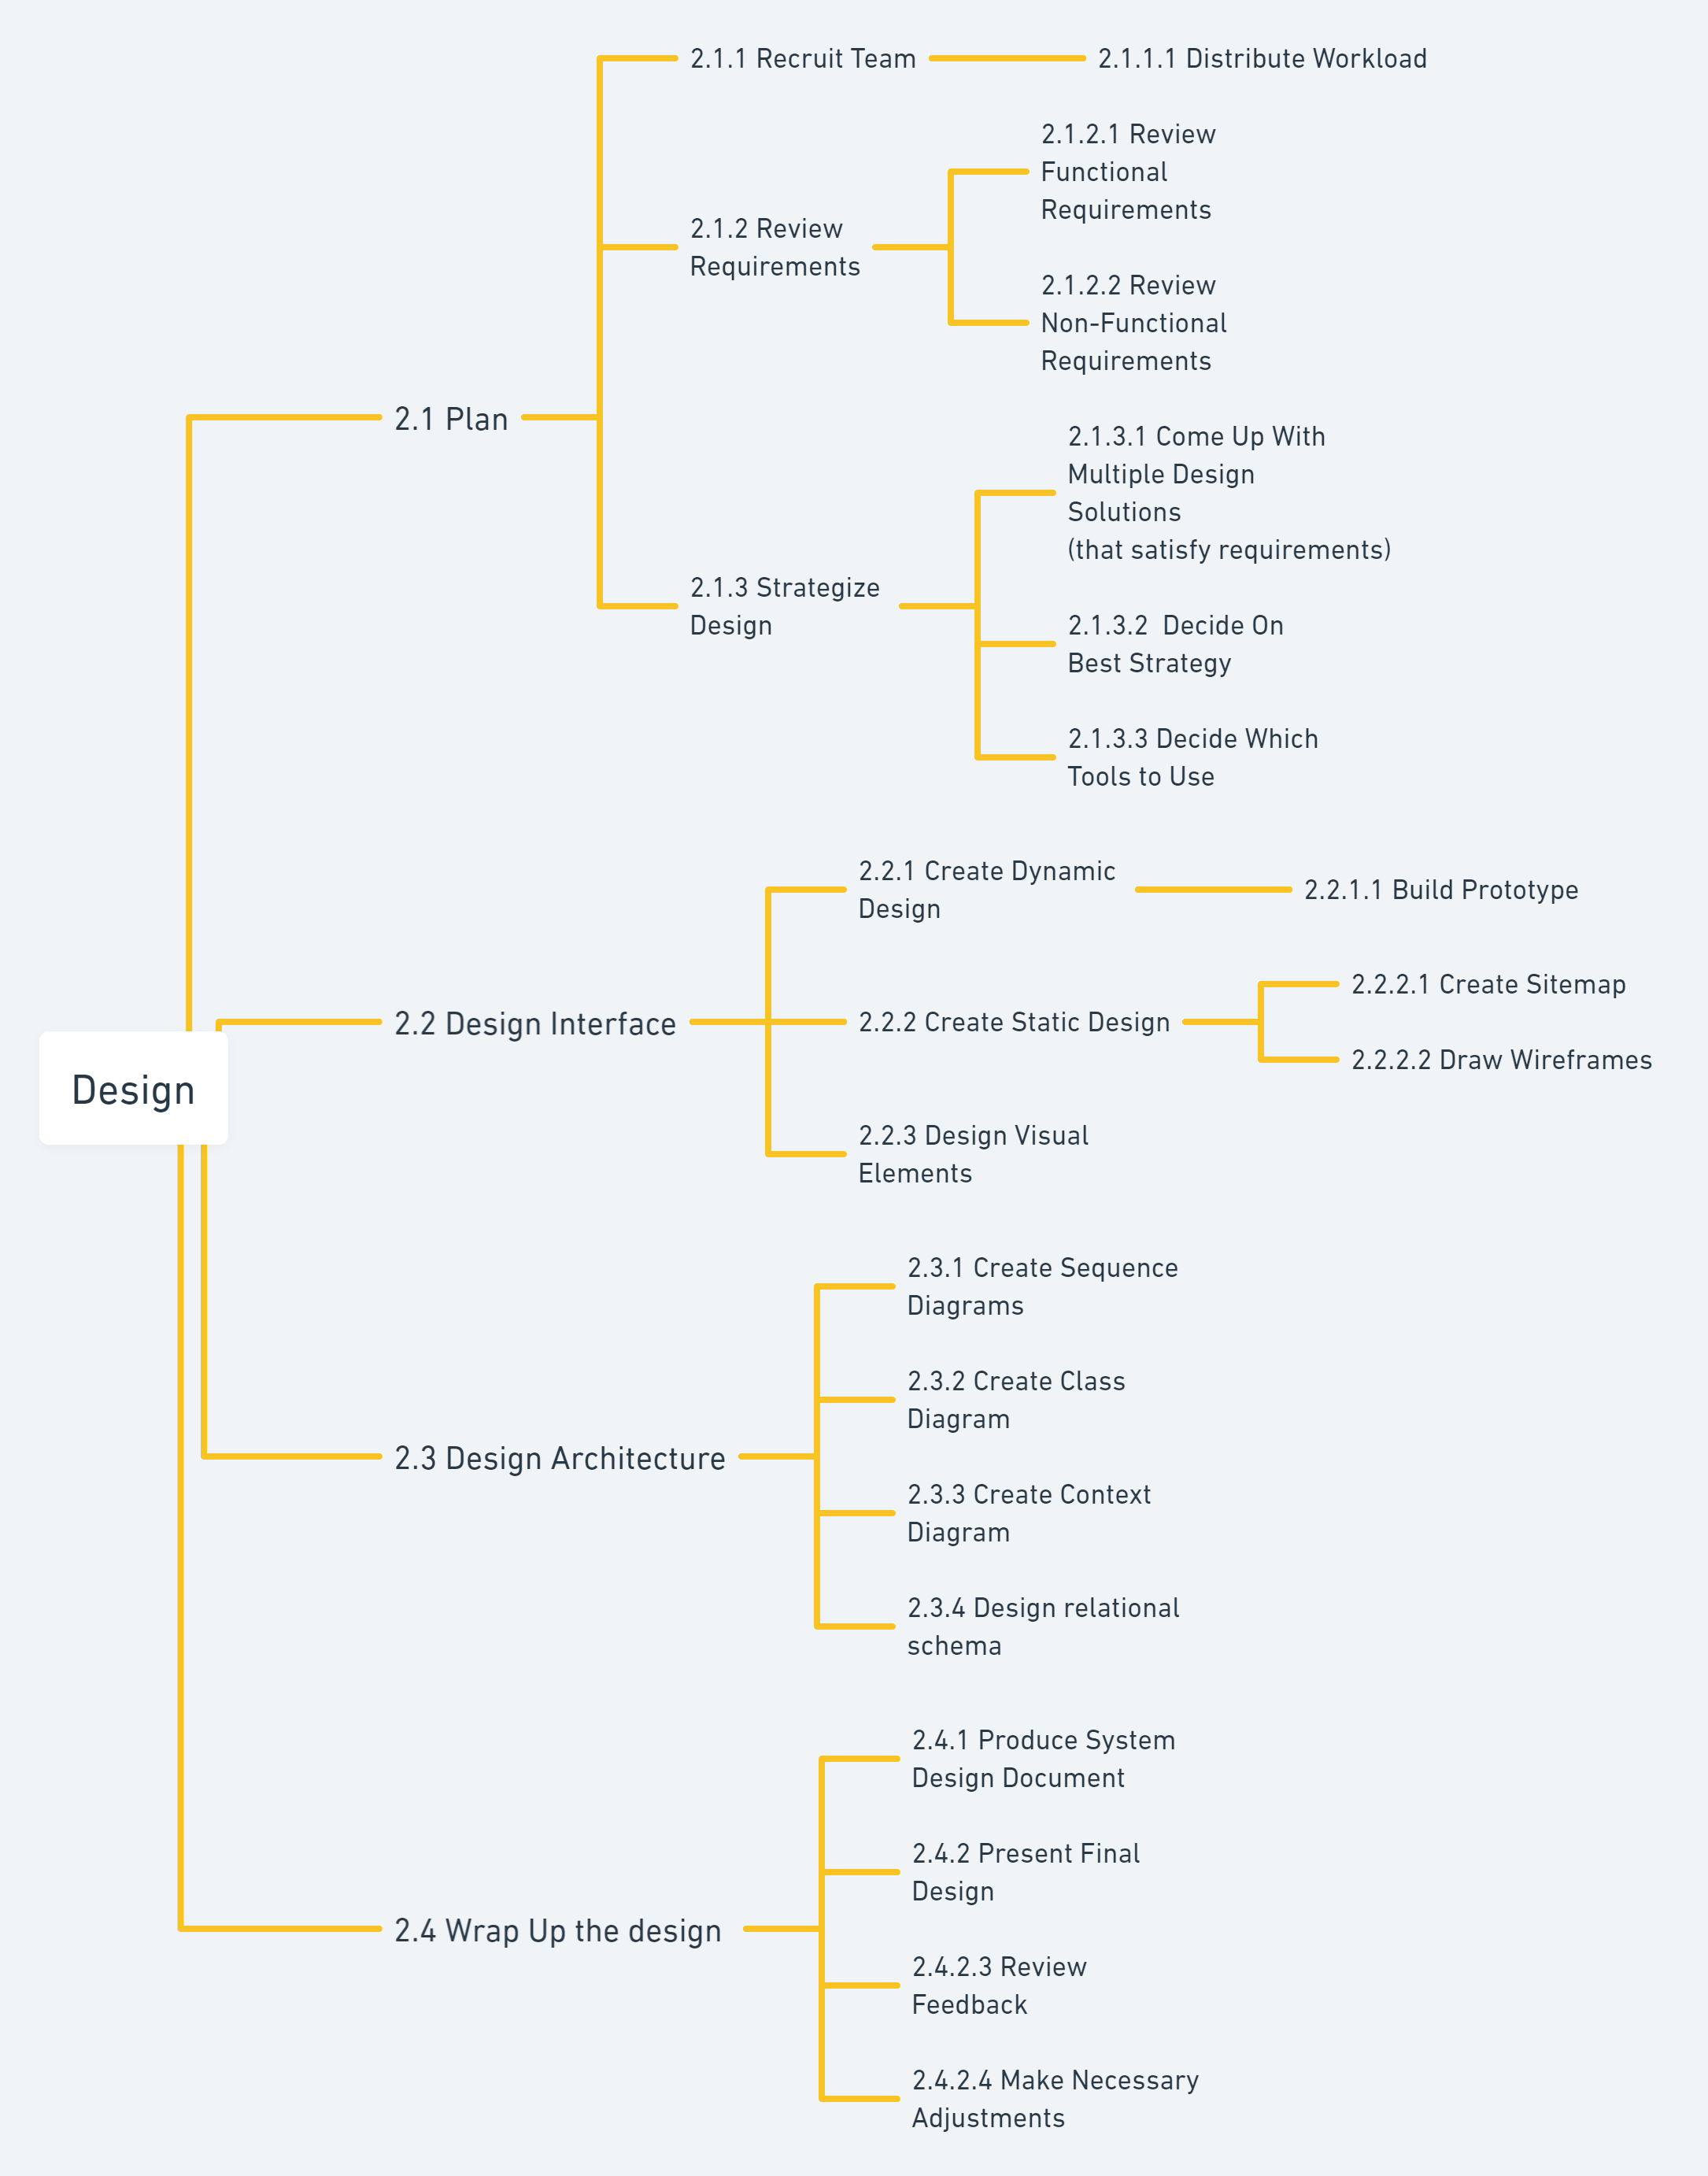 2.1.1 Recruit Team
2.1.1.1 Distribute Workload
2.1.2.1 Review
Functional
Requirements
2.1.2 Review
Requirements
2.1.2.2 Review
Non-Functional
Requirements
2.1 Plan
2.1.3.1 Come Up With
Multiple Design
Solutions
(that satisfy requirements)
2.1.3 Strategize
Design
2.1.3.2  Decide On
Best Strategy
2.1.3.3 Decide Which
Tools to Use
2.2.1 Create Dynamic
Design
2.2.1.1 Build Prototype
2.2 Design Interface
2.2.2 Create Static Design
2.2.2.1 Create Sitemap
2.2.2.2 Draw Wireframes
Design
2.2.3 Design Visual
Elements
2.3.1 Create Sequence
Diagrams
2.3.2 Create Class
Diagram
2.3 Design Architecture
2.3.3 Create Context
Diagram
2.3.4 Design relational
schema
2.4.1 Produce System
Design Document
2.4.2 Present Final
Design
2.4 Wrap Up the design
2.4.2.3 Review
Feedback
2.4.2.4 Make Necessary
Adjustments